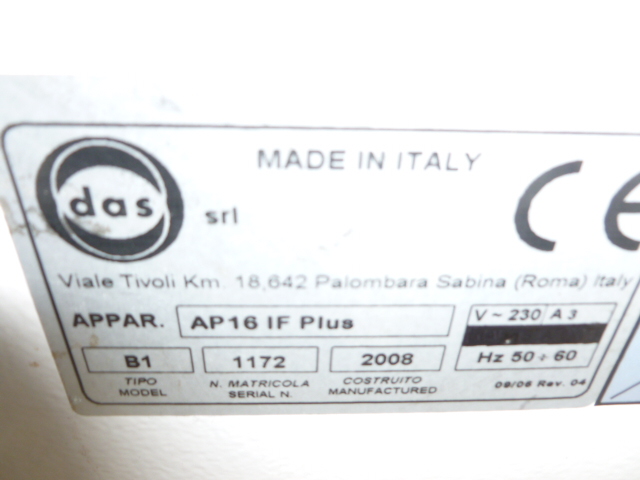 MADE IN ITALY
das srl
CE
Viale Tivoli Km. 18,642 Palombara Sabina (Roma) Italy
APPAR. AP16 IF Plus V ~ 230 A 3
B1 1172 2008 Hz 50 ÷ 60
TIPO N. MATRICOLA COSTRUITO
MODEL SERIAL N. MANUFACTURED 09/06 Rev. 04